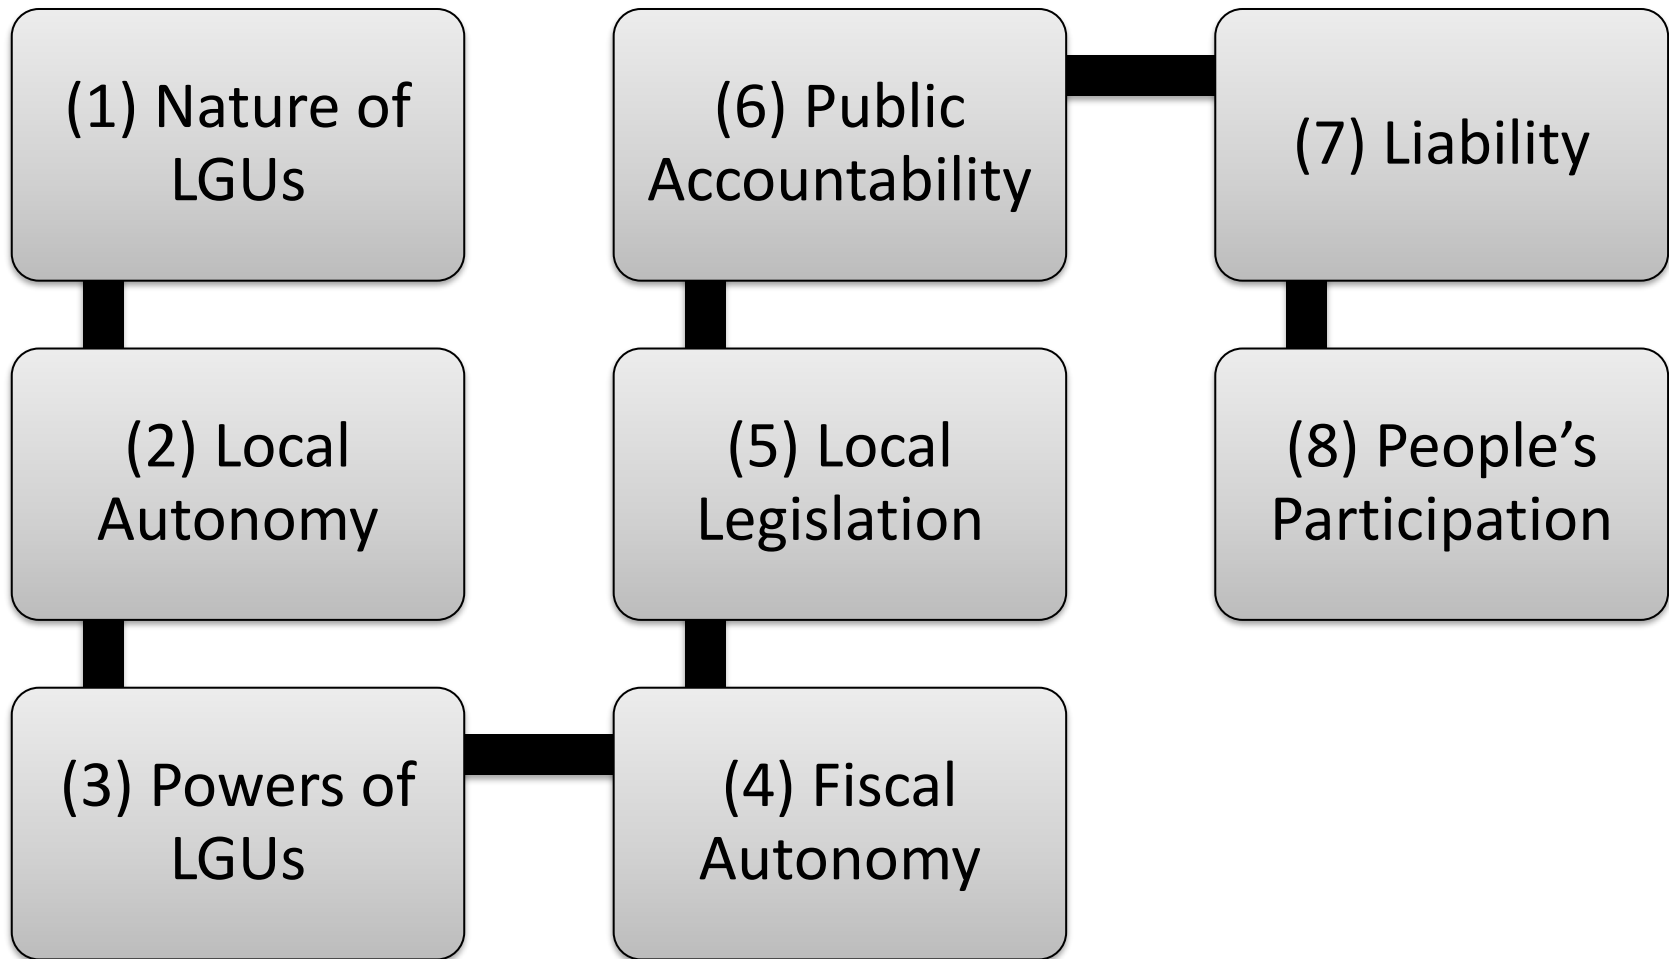 (1) Nature of
LGUs
(2) Local
Autonomy
(3) Powers of
LGUs
(4) Fiscal
Autonomy
(5) Local
Legislation
(6) Public
Accountability
(7) Liability
(8) People’s
Participation